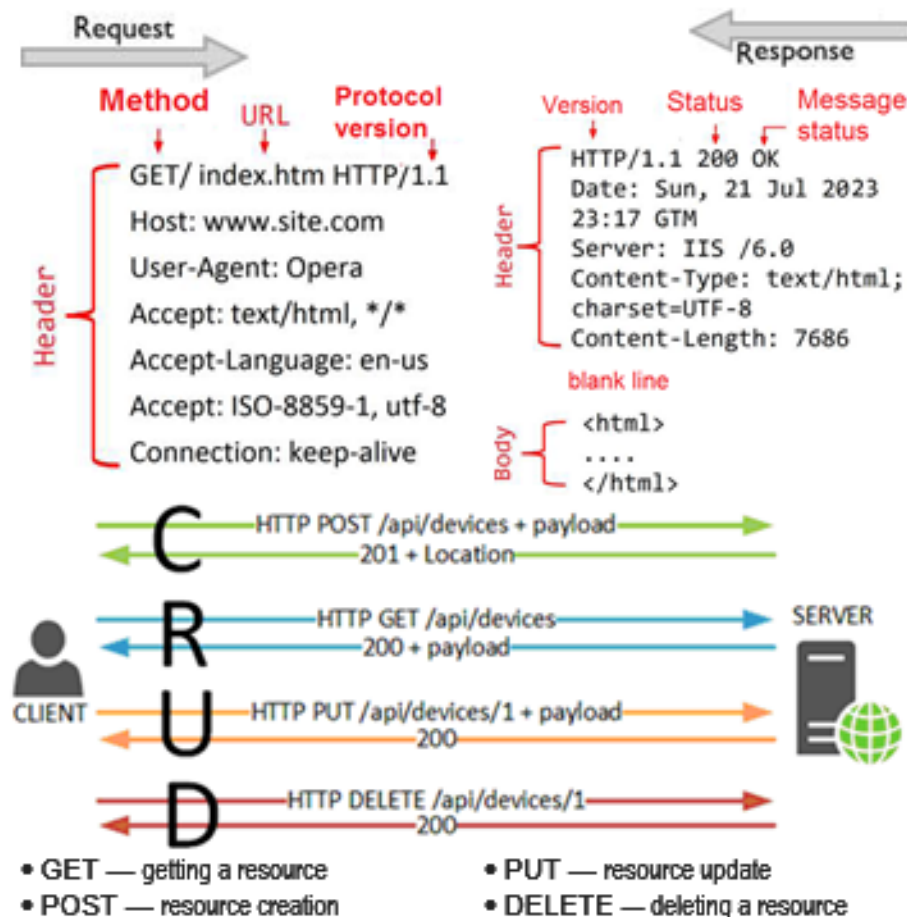 Request
Response
Method
URL
Protocol
version
GET/ index.htm HTTP/1.1
Host: www.site.com
User-Agent: Opera
Accept: text/html, */*
Accept-Language: en-us
Accept: ISO-8859-1, utf-8
Connection: keep-alive
Header
Version
Status
Message
status
HTTP/1.1 200 OK
Date: Sun, 21 Jul 2023
23:17 GTM
Server: IIS /6.0
Content-Type: text/html;
charset=UTF-8
Content-Length: 7686
Header
blank line
<html>
....
</html>
Body
C
HTTP POST /api/devices + payload
201 + Location
R
HTTP GET /api/devices
200 + payload
U
HTTP PUT /api/devices/1 + payload
200
D
HTTP DELETE /api/devices/1
200
CLIENT
SERVER
• GET — getting a resource
• POST — resource creation
• PUT — resource update
• DELETE — deleting a resource